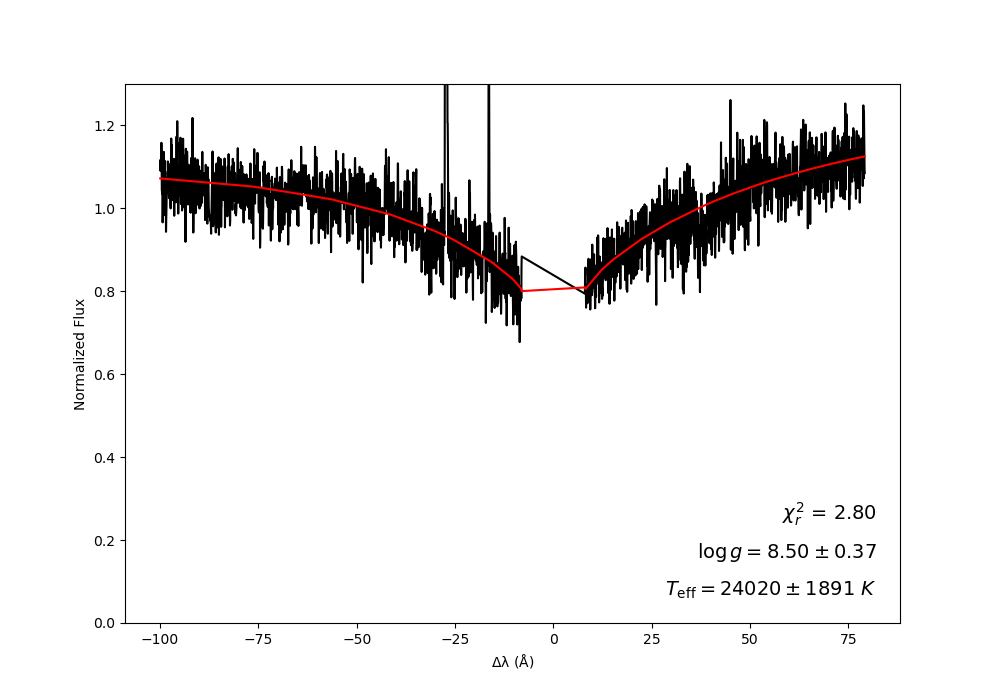 1.2
1.0
0.8
0.6
0.4
0.2
0.0
Normalized Flux
χ²ᵣ = 2.80
log g = 8.50 ± 0.37
T_eff = 24020 ± 1891 K
−100 −75 −50 −25 0 25 50 75
Δλ (Å)